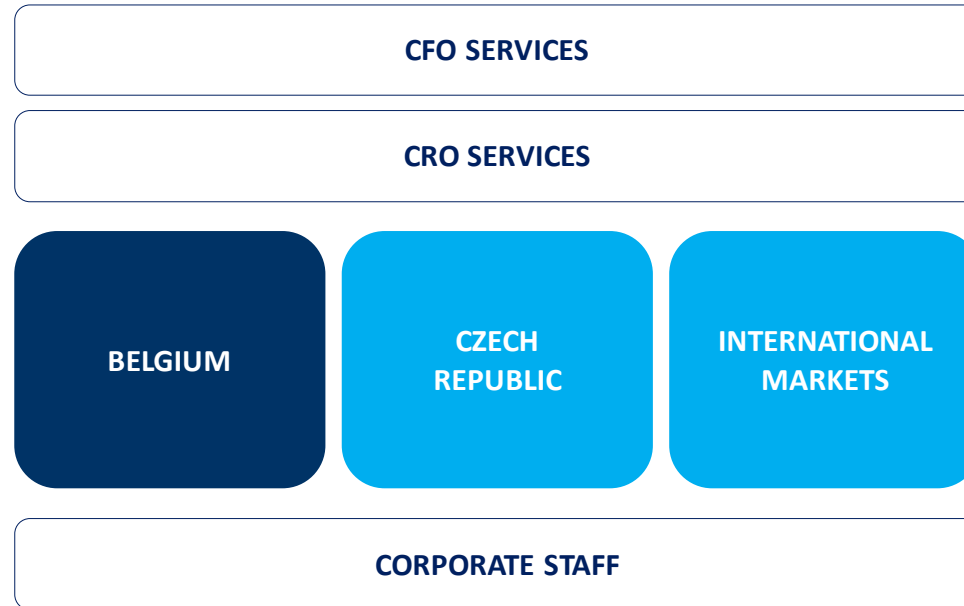 CFO SERVICES
CRO SERVICES
BELGIUM
CZECH
REPUBLIC
INTERNATIONAL
MARKETS
CORPORATE STAFF